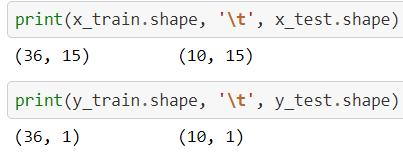 print(x_train.shape, '\t', x_test.shape)
(36, 15) (10, 15)
print(y_train.shape, '\t', y_test.shape)
(36, 1) (10, 1)